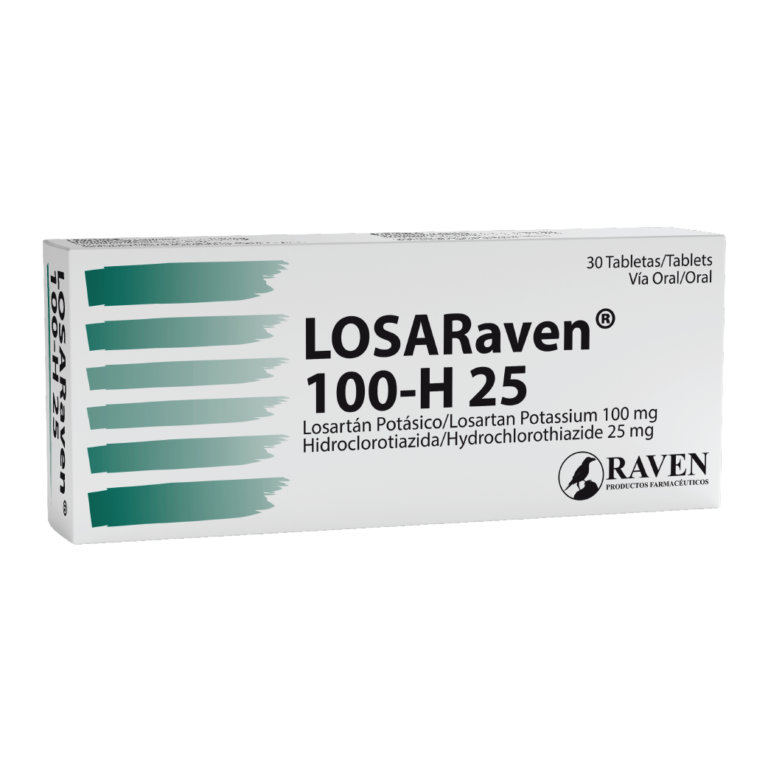 30 Tabletas/Tablets
Vía Oral/Oral
LOSARaven®
100-H 25
Losartán Potásico/Losartan Potassium 100 mg
Hidroclorotiazida/Hydrochlorothiazide 25 mg
RAVEN
PRODUCTOS FARMACÉUTICOS
LOSARaven®
100-H 25